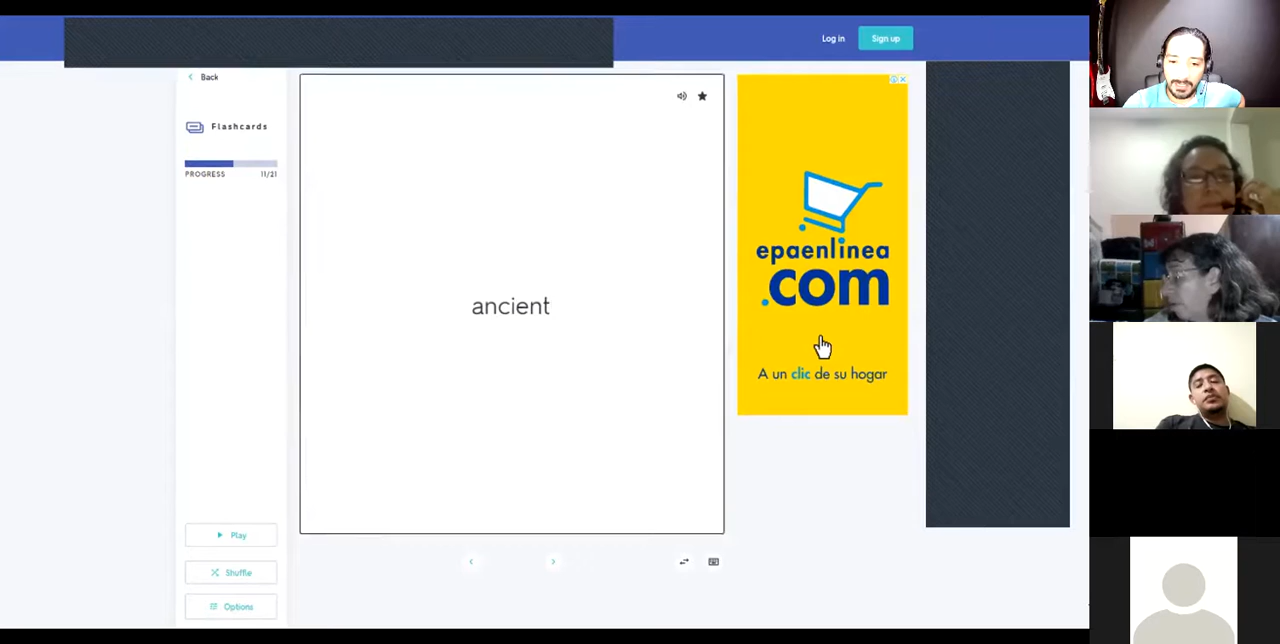 Log in
Sign up
Back
Flashcards
PROGRESS 11/21
ancient
epaenlinea
.com
A un clic de su hogar
Play
Shuffle
Options